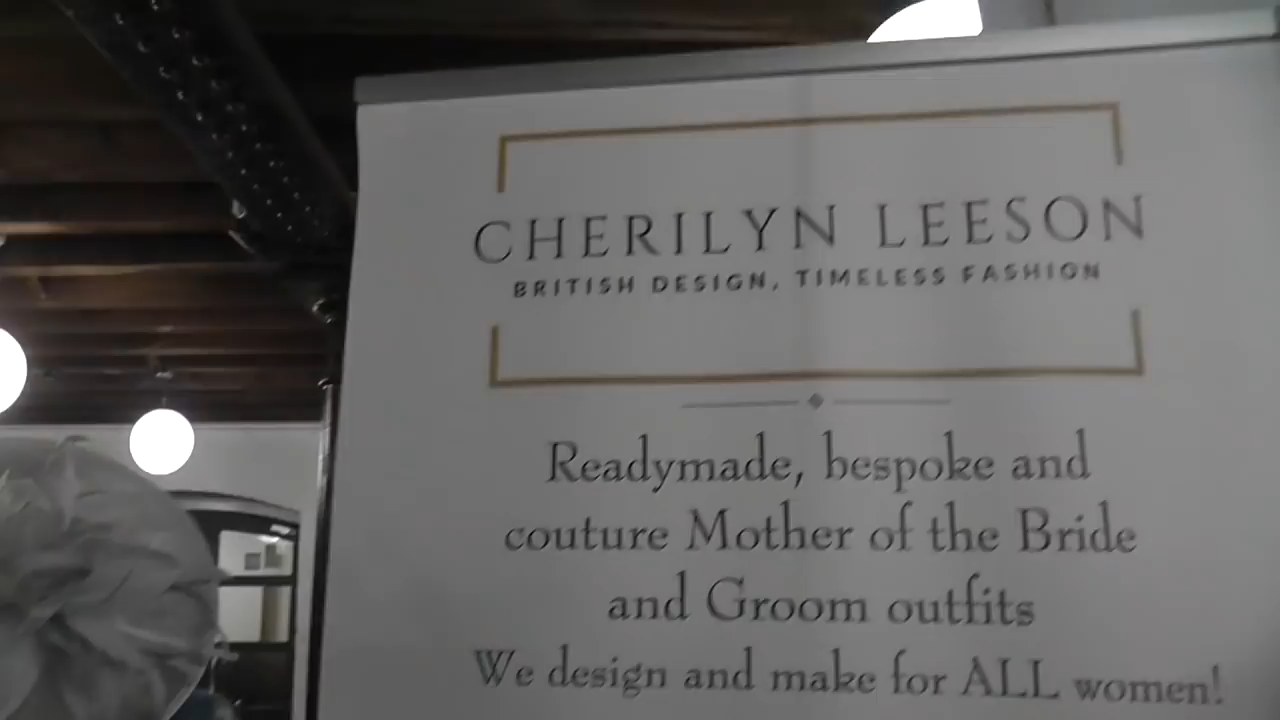 CHERILYN LEESON
BRITISH DESIGN, TIMELESS FASHION
Readymade, bespoke and
couture Mother of the Bride
and Groom outfits
We design and make for ALL women!